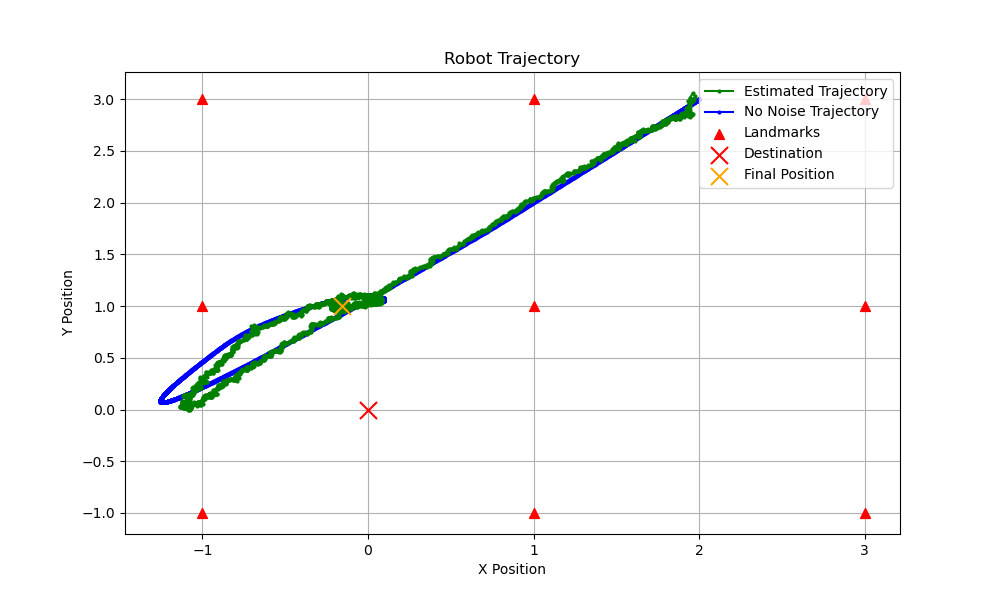 Robot Trajectory
Estimated Trajectory
No Noise Trajectory
Landmarks
Destination
Final Position
Y Position
3.0
2.5
2.0
1.5
1.0
0.5
0.0
−0.5
−1.0
−1
0
1
2
3
X Position